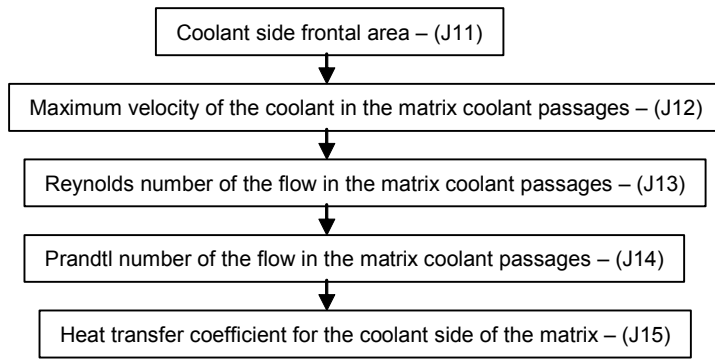 Coolant side frontal area – (J11)
Maximum velocity of the coolant in the matrix coolant passages – (J12)
Reynolds number of the flow in the matrix coolant passages – (J13)
Prandtl number of the flow in the matrix coolant passages – (J14)
Heat transfer coefficient for the coolant side of the matrix – (J15)